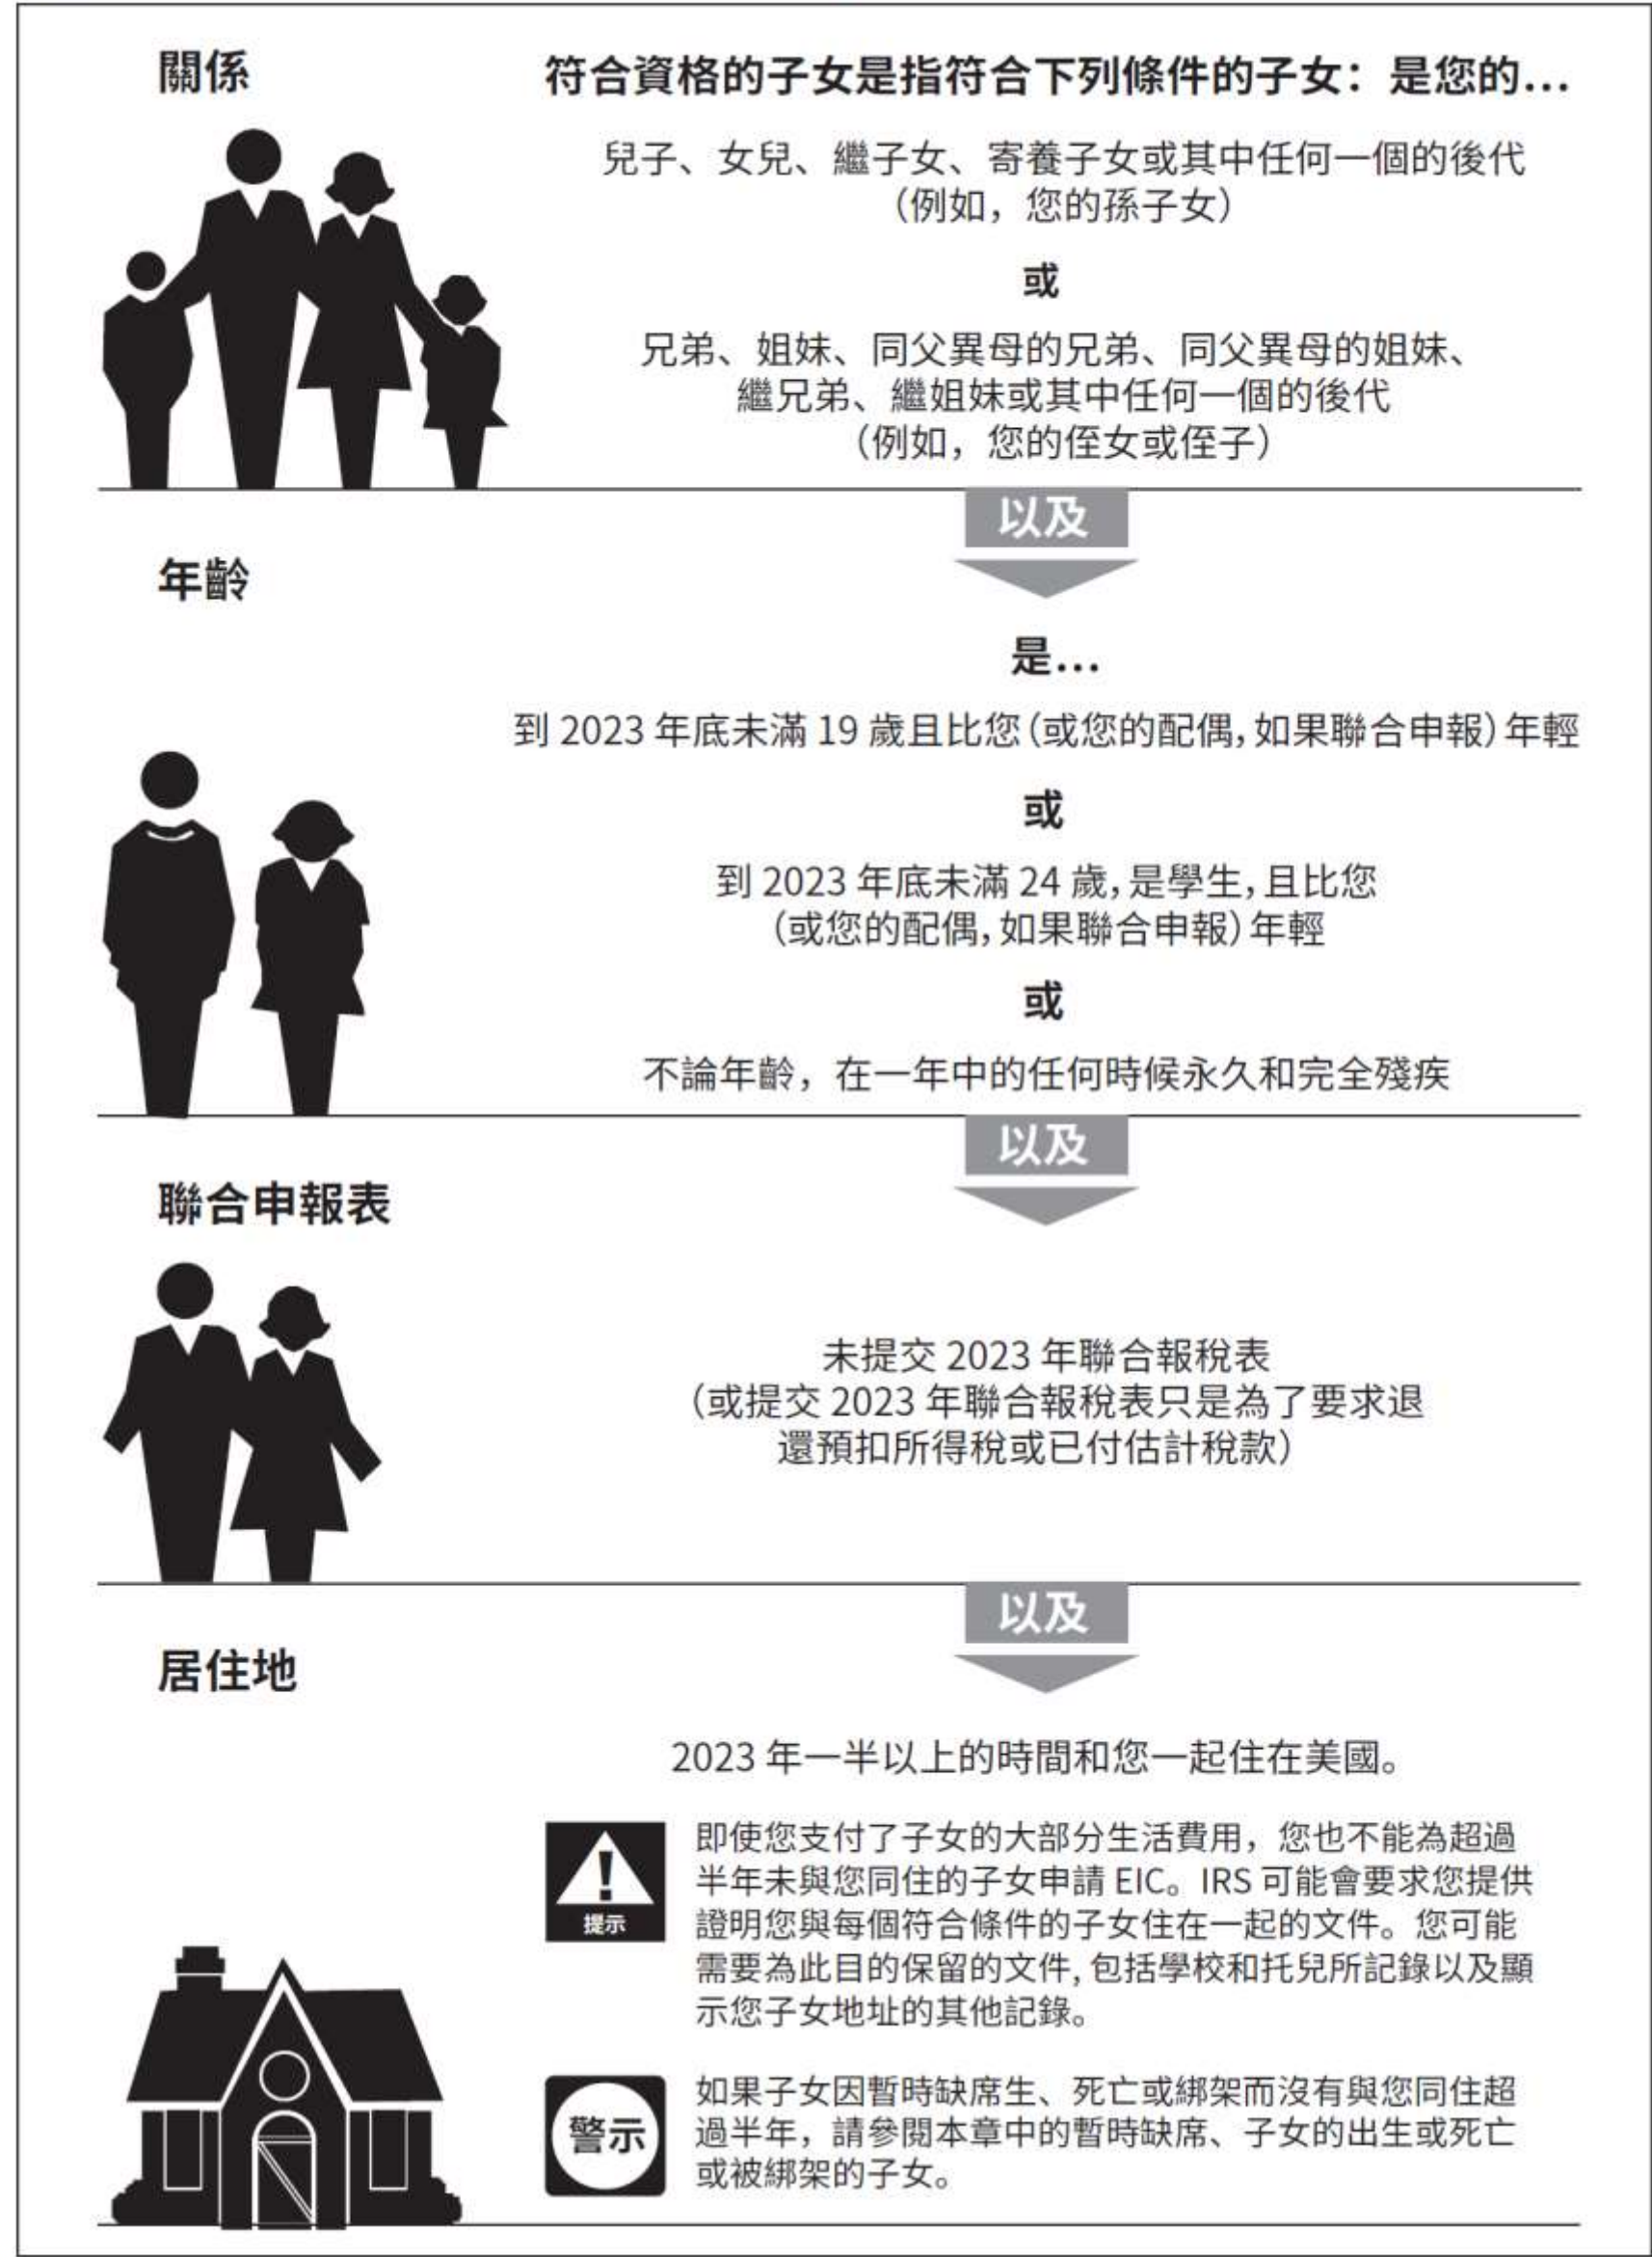 關係
符合資格的子女是指符合下列條件的子女：是您的…
兒子、女兒、繼子女、寄養子女或其中任何一個的後代
（例如，您的孫子女）
或
兄弟、姐妹、同父異母的兄弟、同父異母的姐妹、
繼兄弟、繼姐妹或其中任何一個的後代
（例如，您的侄女或侄子）
以及
年齡
是…
到 2023 年底未滿 19 歲且比您（或您的配偶，如果聯合申報）年輕
或
到 2023 年底未滿 24 歲，是學生，且比您
（或您的配偶，如果聯合申報）年輕
或
不論年齡，在一年中的任何時候永久和完全殘疾
以及
聯合申報表
未提交 2023 年聯合報稅表
（或提交 2023 年聯合報稅表只是為了要求退
還預扣所得稅或已付估計稅款）
以及
居住地
2023 年一半以上的時間和您一起住在美國。
!
提示
即使您支付了子女的大部分生活費用，您也不能為超過
半年未與您同住的子女申請 EIC。IRS 可能會要求您提供
證明您與每個符合條件的子女住在一起的文件。您可能
需要為此目的保留的文件, 包括學校和托兒所記錄以及顯
示您子女地址的其他記錄。
警示
如果子女因暫時缺席生、死亡或綁架而沒有與您同住超
過半年，請參閱本章中的暫時缺席、子女的出生或死亡
或被綁架的子女。